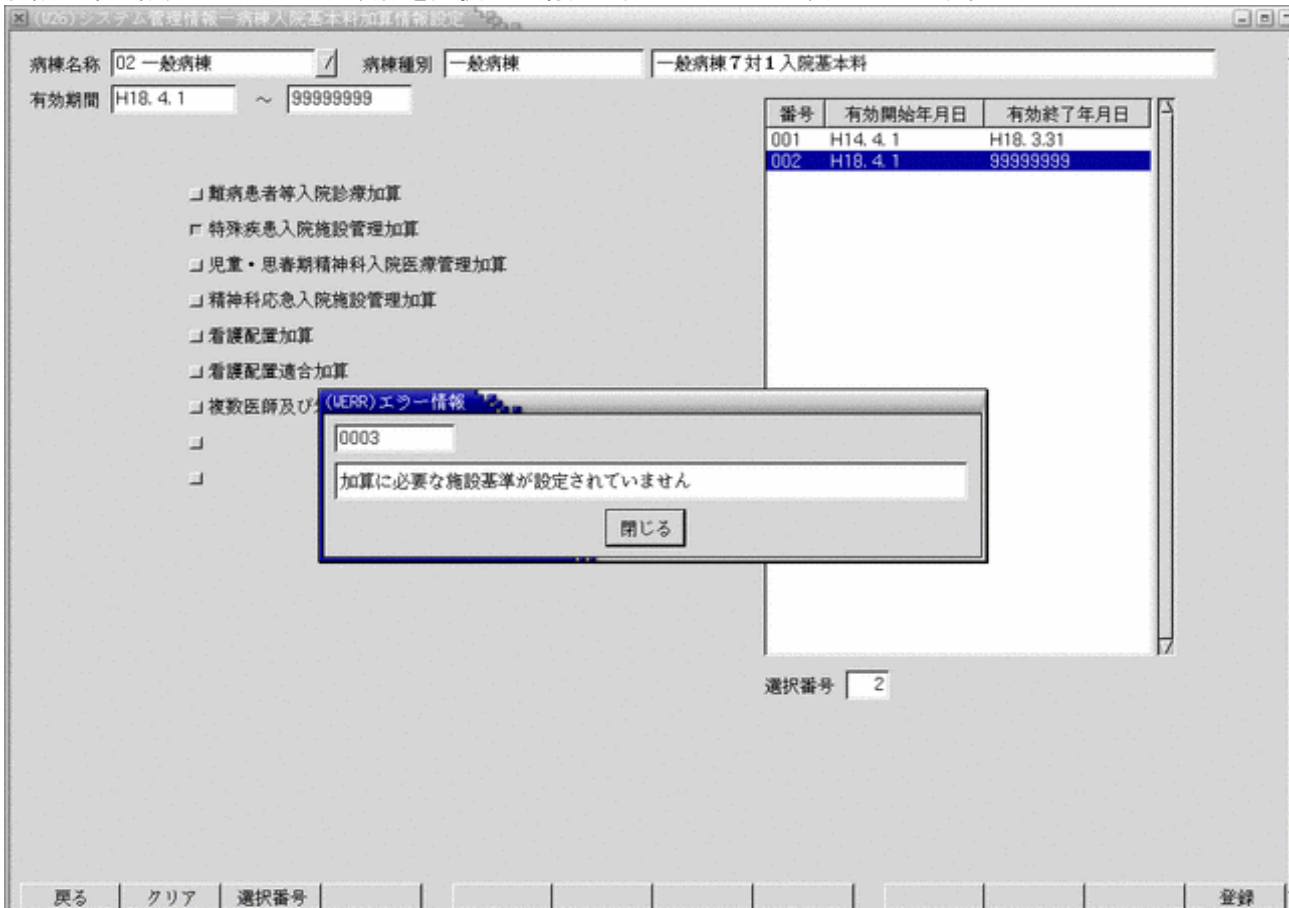 (W26)システム管理情報ー病棟入院基本料加算情報設定
病棟名称 02 一般病棟 病棟種別 一般病棟 一般病棟7対1入院基本料
有効期間 H18. 4. 1 ～ 99999999
番号 有効開始年月日 有効終了年月日
001 H14. 4. 1 H18. 3.31
002 H18. 4. 1 99999999
難病患者等入院診療加算
特殊疾患入院施設管理加算
児童・思春期精神科入院医療管理加算
精神科応急入院施設管理加算
看護配置加算
看護配置適合加算
複数医師及び
(WERR)エラー情報
0003
加算に必要な施設基準が設定されていません
閉じる
選択番号 2
戻る クリア 選択番号 登録